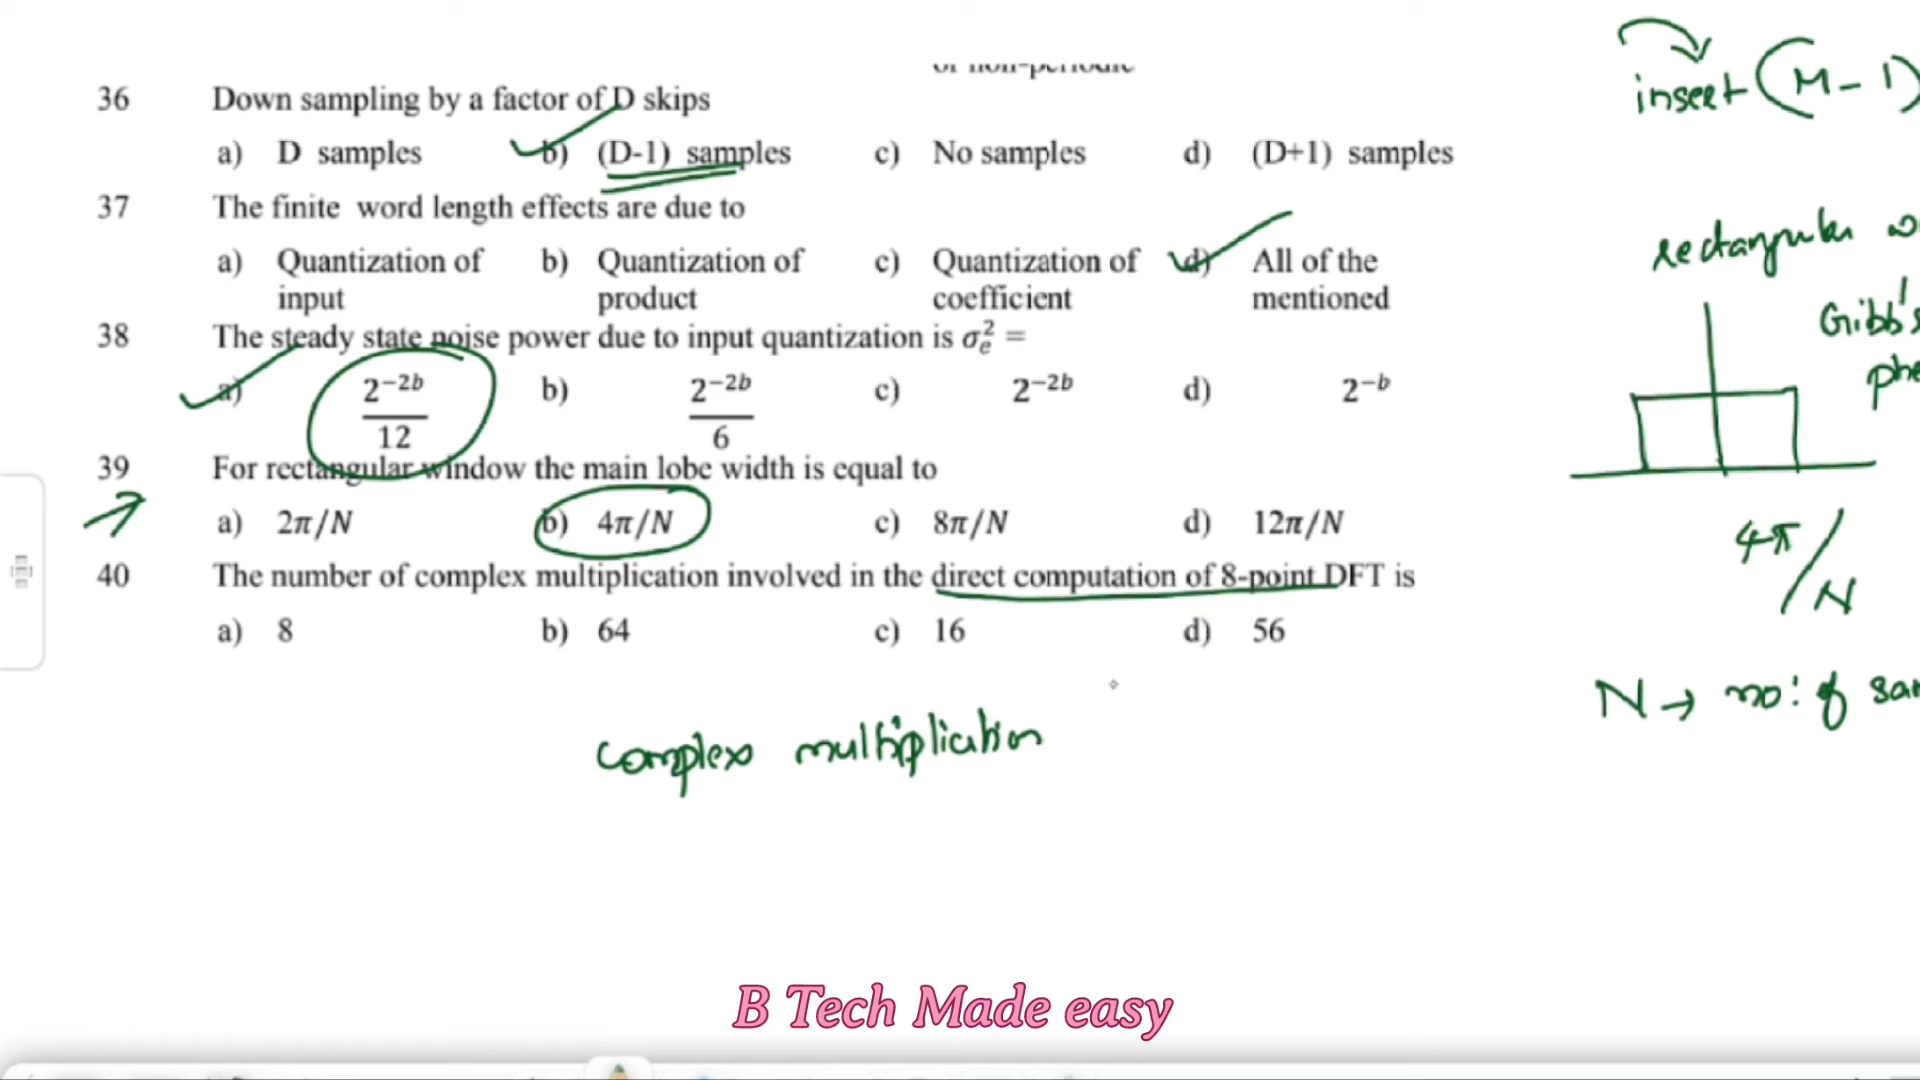 insert (M-1)
36 Down sampling by a factor of D skips
a) D samples b) (D-1) samples c) No samples d) (D+1) samples
37 The finite word length effects are due to
a) Quantization of input b) Quantization of product c) Quantization of coefficient d) All of the mentioned
rectangular
Gibb's
38 The steady state noise power due to input quantization is σₑ² =
a) 2⁻²ᵇ/12 b) 2⁻²ᵇ/6 c) 2⁻²ᵇ d) 2⁻ᵇ
39 For rectangular window the main lobe width is equal to
a) 2π/N b) 4π/N c) 8π/N d) 12π/N
4π/N
40 The number of complex multiplication involved in the direct computation of 8-point DFT is
a) 8 b) 64 c) 16 d) 56
N → no: of
complex multiplication
B Tech Made easy